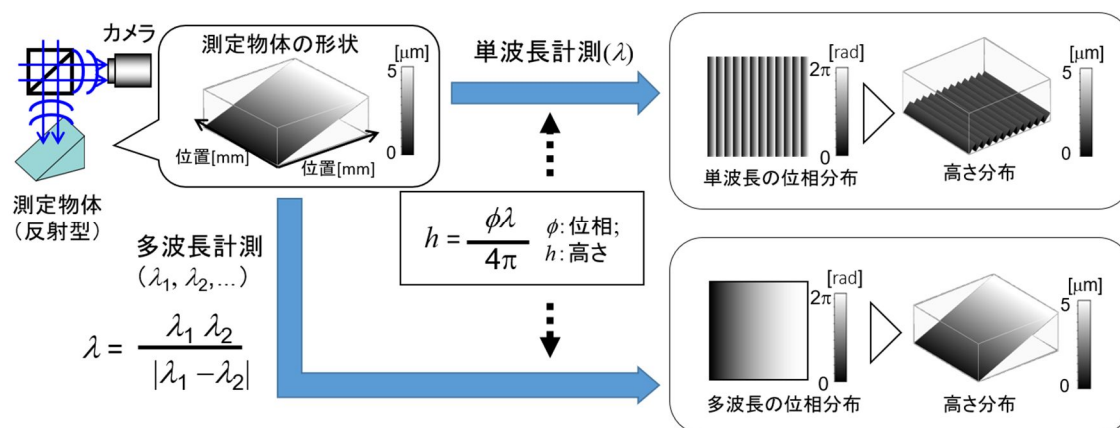 カメラ
測定物体
(反射型)
測定物体の形状
[μm]
5
0
位置[mm]
位置[mm]
単波長計測(λ)
多波長計測
(λ1, λ2,...)
λ = λ1 λ2 / |λ1 −λ2|
h = ϕλ / 4π
ϕ: 位相;
h: 高さ
[rad]
2π
0
単波長の位相分布
[μm]
5
0
高さ分布
[rad]
2π
0
多波長の位相分布
[μm]
5
0
高さ分布